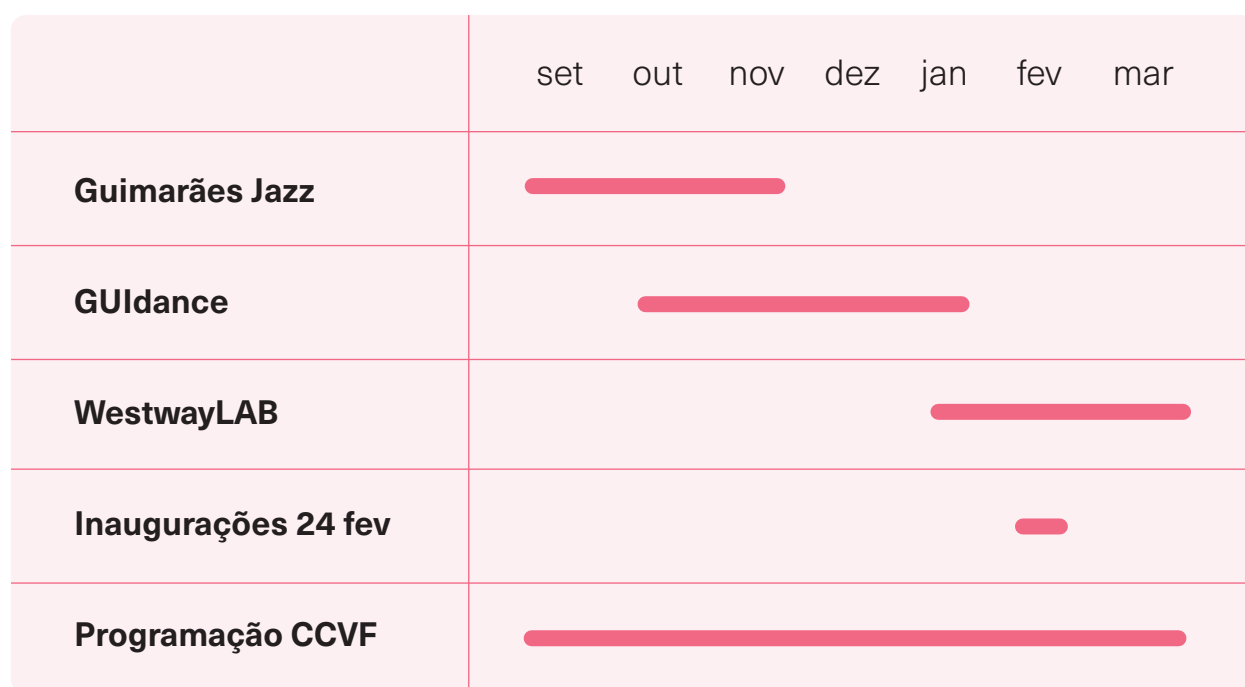 set out nov dez jan fev mar
Guimarães Jazz
GUIdance
WestwayLAB
Inaugurações 24 fev
Programação CCVF